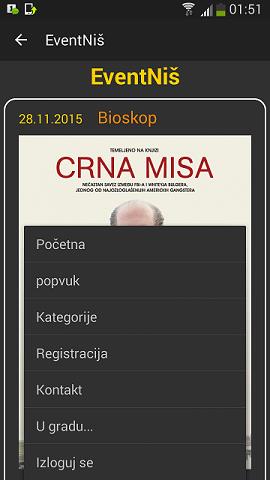 01:51
EventNiš
EventNiš
28.11.2015 Bioskop
TEMELJENO NA KNJIZI
CRNA MISA
NEČASTAN SAVEZ IZMEĐU FBI-A I WHITEYJA BULGERA,
JEDNOG OD NAJOZLOGLAŠENIJIH AMERIČKIH GANGSTERA
Početna
popvuk
Kategorije
Registracija
Kontakt
U gradu...
Izloguj se